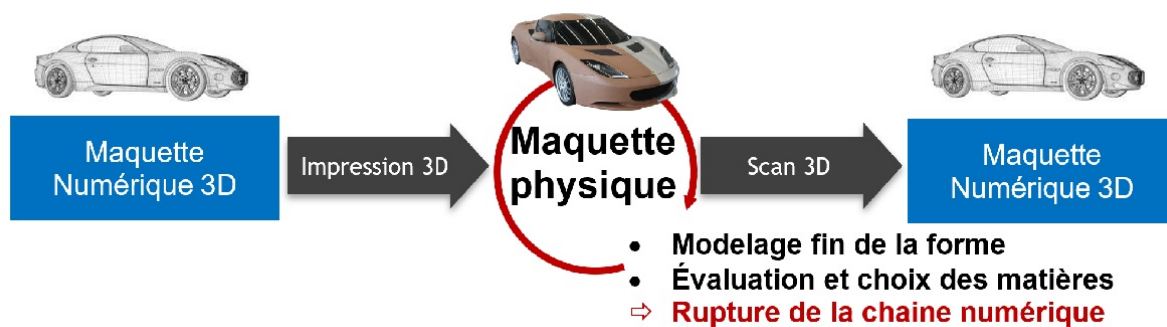 Maquette
Numérique 3D
Impression 3D
Maquette
physique
Scan 3D
Maquette
Numérique 3D
• Modelage fin de la forme
• Évaluation et choix des matières
⇨ Rupture de la chaine numérique